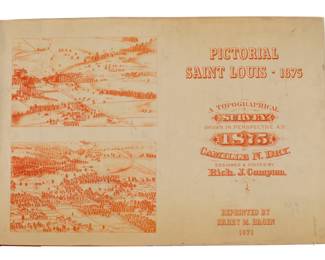 PICTORIAL
SAINT LOUIS - 1875
A TOPOGRAPHICAL
SURVEY
DRAWN IN PERSPECTIVE A.D.
1875
CAMILLE N. DRY.
DESIGNED & EDITED BY
Rich. J. Compton.
REPRINTED BY
HARRY M. HAGEN